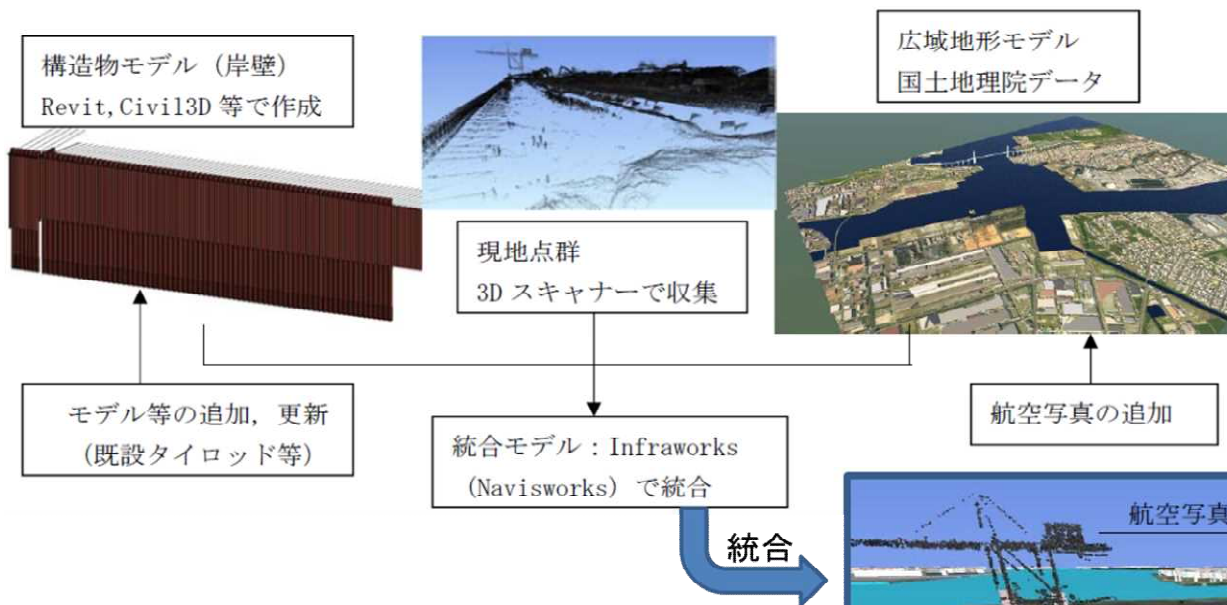 構造物モデル（岸壁）
Revit,Civil3D 等で作成
広域地形モデル
国土地理院データ
現地点群
3D スキャナーで収集
モデル等の追加，更新
（既設タイロッド等）
航空写真の追加
統合モデル：Infraworks
（Navisworks）で統合
統合
航空写真